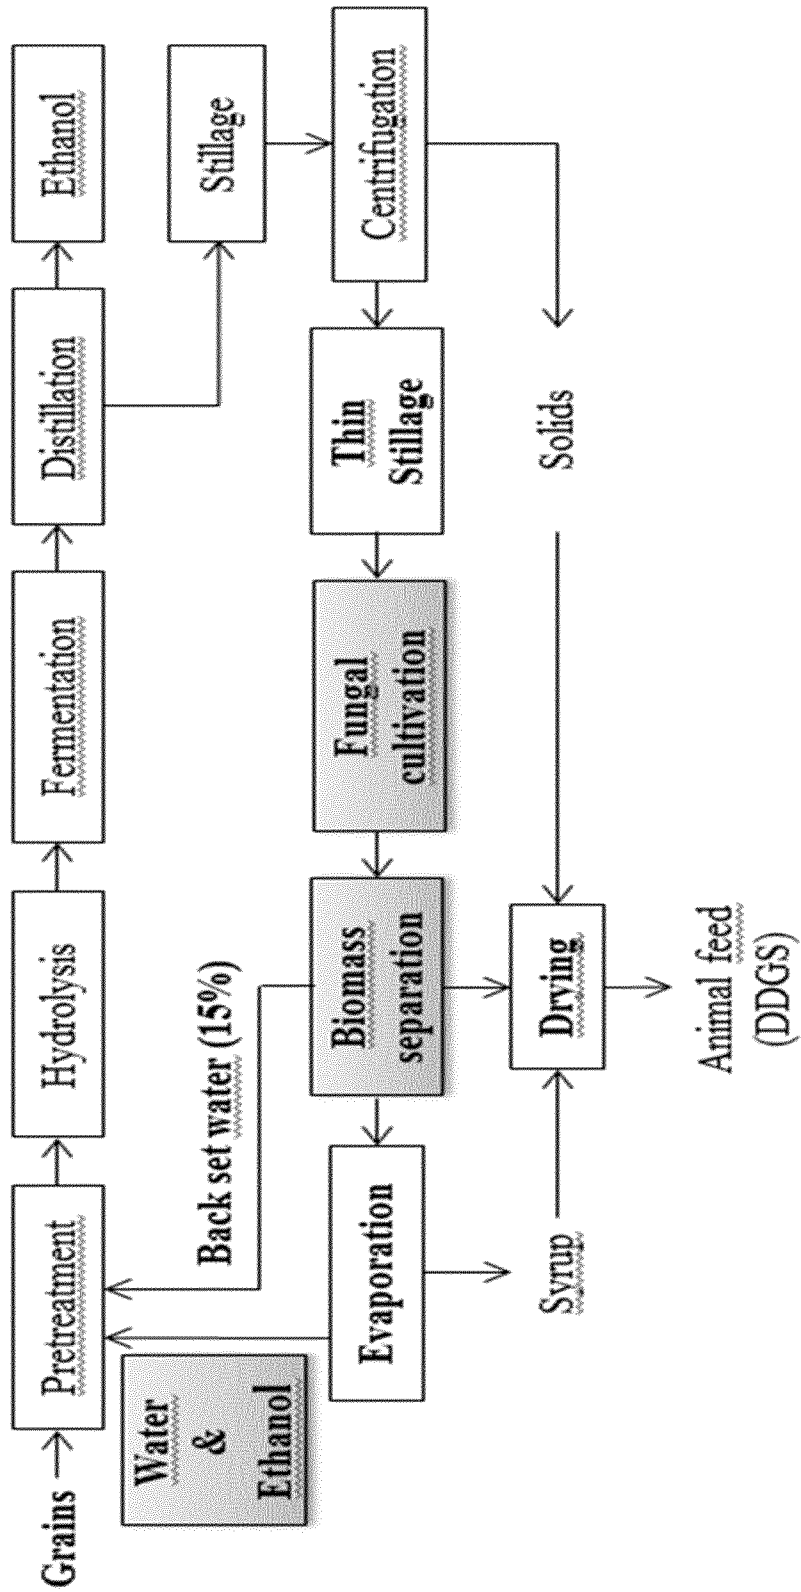 Grains
Pretreatment
Hydrolysis
Fermentation
Distillation
Ethanol
Water
&
Ethanol
Back set water (15%)
Stillage
Evaporation
Biomass
separation
Fungal
cultivation
Thin
Stillage
Centrifugation
Syrup
Drying
Solids
Animal feed
(DDGS)